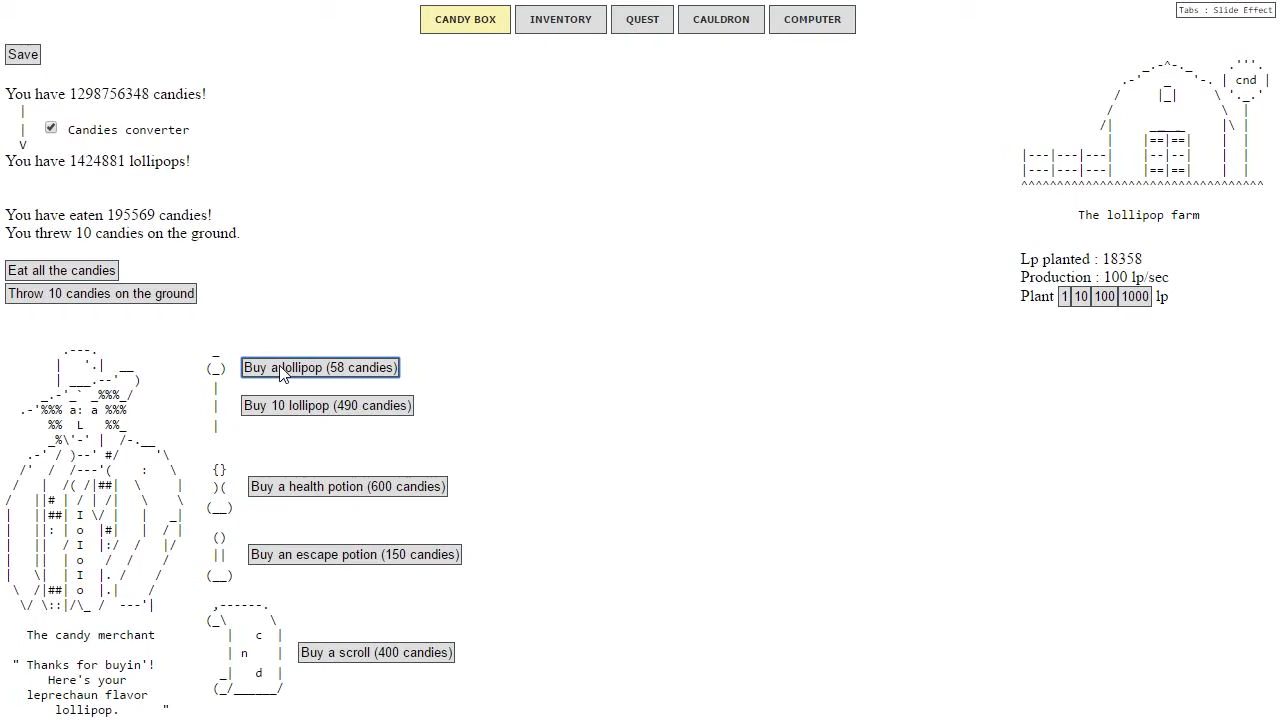 CANDY BOX
INVENTORY
QUEST
CAULDRON
COMPUTER
Tabs : Slide Effect
Save
You have 1298756348 candies!
Candies converter
You have 1424881 lollipops!
You have eaten 195569 candies!
You threw 10 candies on the ground.
Eat all the candies
Throw 10 candies on the ground
cnd
The lollipop farm
Lp planted : 18358
Production : 100 lp/sec
Plant 1 10 100 1000 lp
Buy a lollipop (58 candies)
Buy 10 lollipop (490 candies)
Buy a health potion (600 candies)
Buy an escape potion (150 candies)
c
n
d
Buy a scroll (400 candies)
The candy merchant
" Thanks for buyin'!
Here's your
leprechaun flavor
lollipop. "